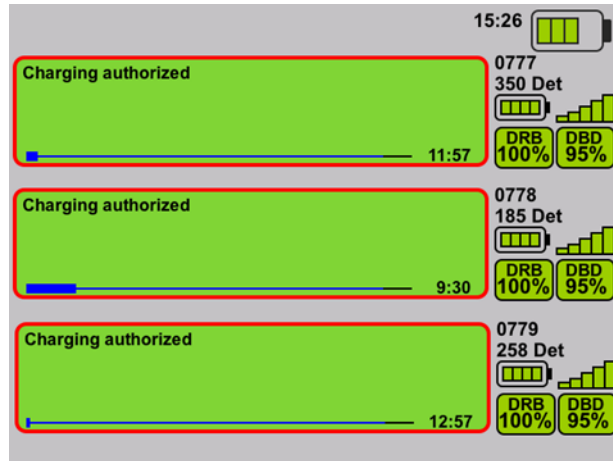 15:26
Charging authorized
11:57
0777
350 Det
DRB
100%
DBD
95%
Charging authorized
9:30
0778
185 Det
DRB
100%
DBD
95%
Charging authorized
12:57
0779
258 Det
DRB
100%
DBD
95%